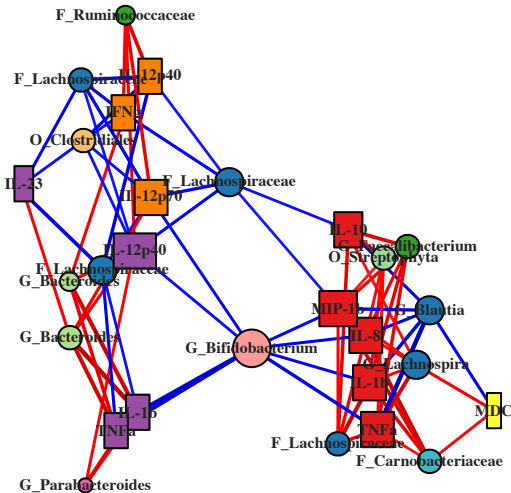 F_Ruminococcaceae
F_Lachnospiraceae
IL-12p40
IFNg
O_Clostridiales
IL-23
IL-12p70
F_Lachnospiraceae
IL-10
G_Faecalibacterium
O_Streptophyta
IL-12p40
F_Lachnospiraceae
G_Bacteroides
MIP-1b
G_Blautia
G_Bacteroides
IL-8
G_Bifidobacterium
G_Lachnospira
IL-1b
IL-1b
MDC
TNFa
TNFa
F_Lachnospiraceae
F_Carnobacteriaceae
G_Parabacteroides